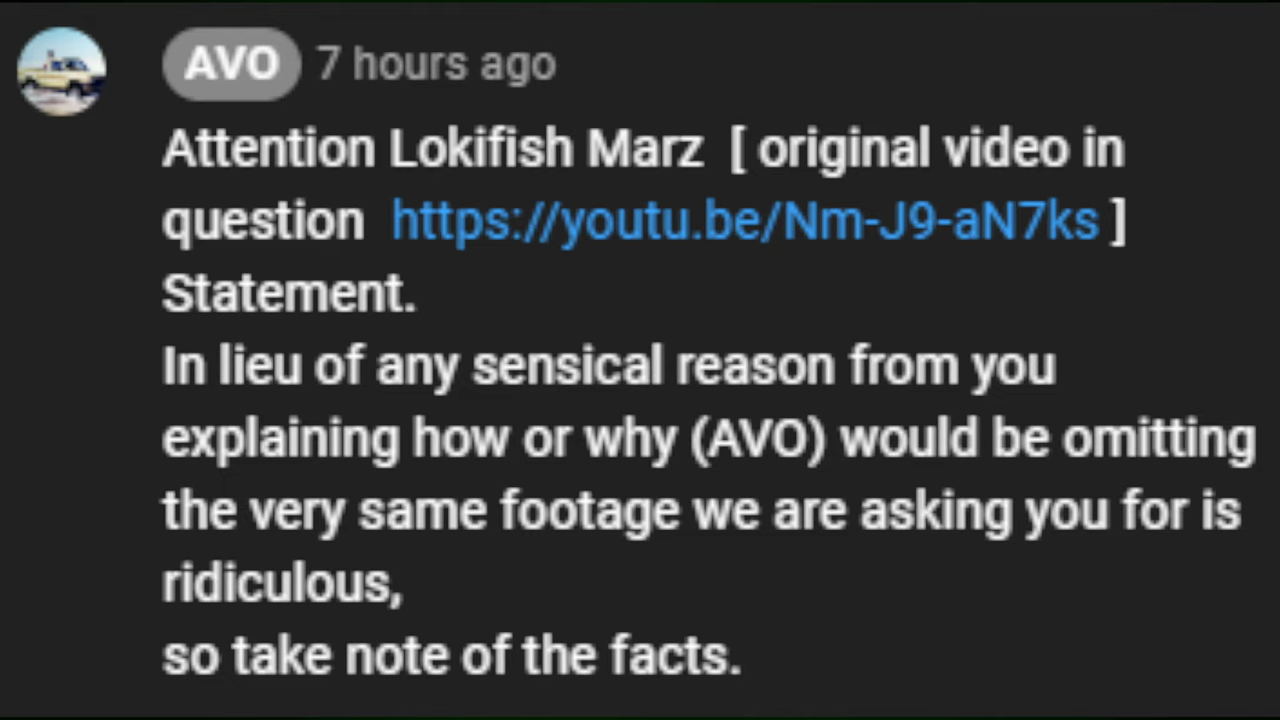 AVO 7 hours ago
Attention Lokifish Marz [ original video in
question https://youtu.be/Nm-J9-aN7ks ]
Statement.
In lieu of any sensical reason from you
explaining how or why (AVO) would be omitting
the very same footage we are asking you for is
ridiculous,
so take note of the facts.